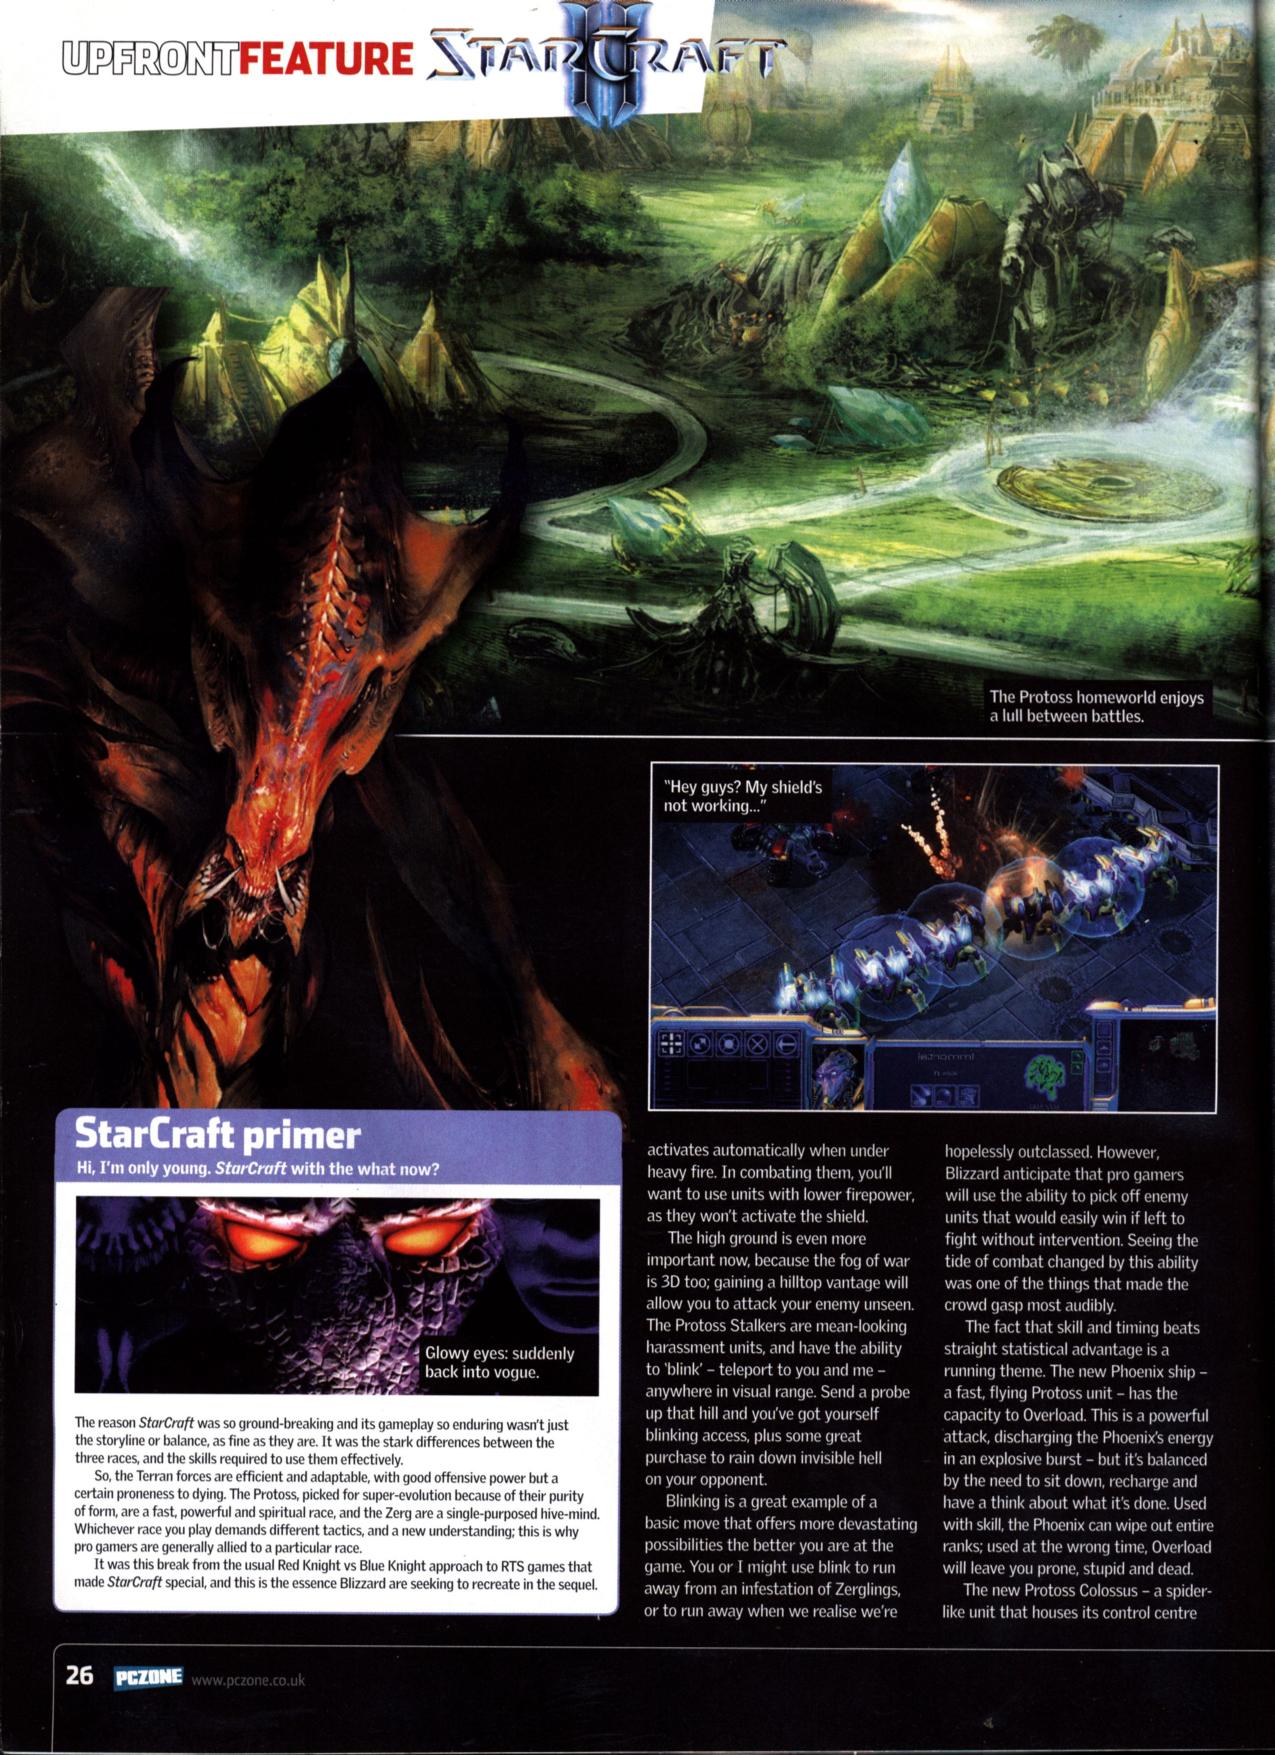 UPFRONTFEATURE STARCRAFT II
The Protoss homeworld enjoys
a lull between battles.
"Hey guys? My shield's
not working..."
StarCraft primer
Hi, I'm only young. StarCraft with the what now?
Glowy eyes: suddenly
back into vogue.
The reason StarCraft was so ground-breaking and its gameplay so enduring wasn't just
the storyline or balance, as fine as they are. It was the stark differences between the
three races, and the skills required to use them effectively.
So, the Terran forces are efficient and adaptable, with good offensive power but a
certain proneness to dying. The Protoss, picked for super-evolution because of their purity
of form, are a fast, powerful and spiritual race, and the Zerg are a single-purposed hive-mind.
Whichever race you play demands different tactics, and a new understanding; this is why
pro gamers are generally allied to a particular race.
It was this break from the usual Red Knight vs Blue Knight approach to RTS games that
made StarCraft special, and this is the essence Blizzard are seeking to recreate in the sequel.
activates automatically when under
heavy fire. In combating them, you'll
want to use units with lower firepower,
as they won't activate the shield.
The high ground is even more
important now, because the fog of war
is 3D too; gaining a hilltop vantage will
allow you to attack your enemy unseen.
The Protoss Stalkers are mean-looking
harassment units, and have the ability
to 'blink' – teleport to you and me –
anywhere in visual range. Send a probe
up that hill and you've got yourself
blinking access, plus some great
purchase to rain down invisible hell
on your opponent.
Blinking is a great example of a
basic move that offers more devastating
possibilities the better you are at the
game. You or I might use blink to run
away from an infestation of Zerglings,
or to run away when we realise we're
hopelessly outclassed. However,
Blizzard anticipate that pro gamers
will use the ability to pick off enemy
units that would easily win if left to
fight without intervention. Seeing the
tide of combat changed by this ability
was one of the things that made the
crowd gasp most audibly.
The fact that skill and timing beats
straight statistical advantage is a
running theme. The new Phoenix ship –
a fast, flying Protoss unit – has the
capacity to Overload. This is a powerful
attack, discharging the Phoenix's energy
in an explosive burst – but it's balanced
by the need to sit down, recharge and
have a think about what it's done. Used
with skill, the Phoenix can wipe out entire
ranks; used at the wrong time, Overload
will leave you prone, stupid and dead.
The new Protoss Colossus – a spider-
like unit that houses its control centre
26 PCZONE www.pczone.co.uk